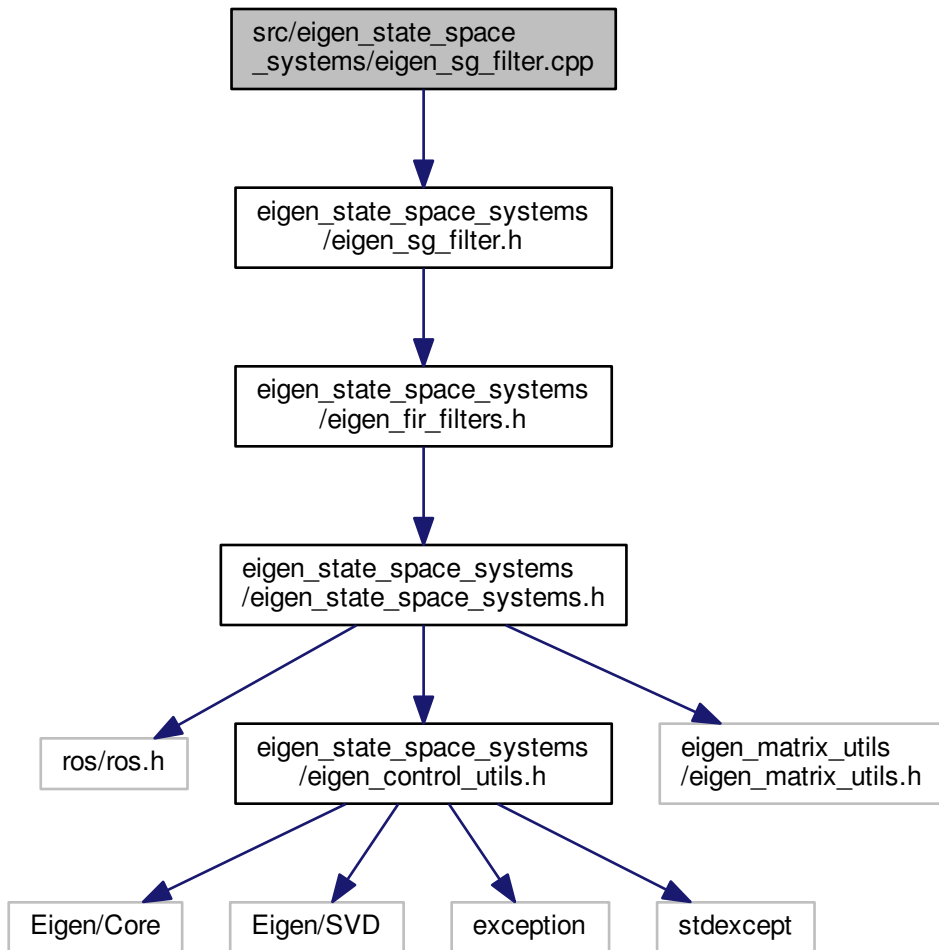 src/eigen_state_space
_systems/eigen_sg_filter.cpp
eigen_state_space_systems
/eigen_sg_filter.h
eigen_state_space_systems
/eigen_fir_filters.h
eigen_state_space_systems
/eigen_state_space_systems.h
ros/ros.h
eigen_state_space_systems
/eigen_control_utils.h
eigen_matrix_utils
/eigen_matrix_utils.h
Eigen/Core
Eigen/SVD
exception
stdexcept